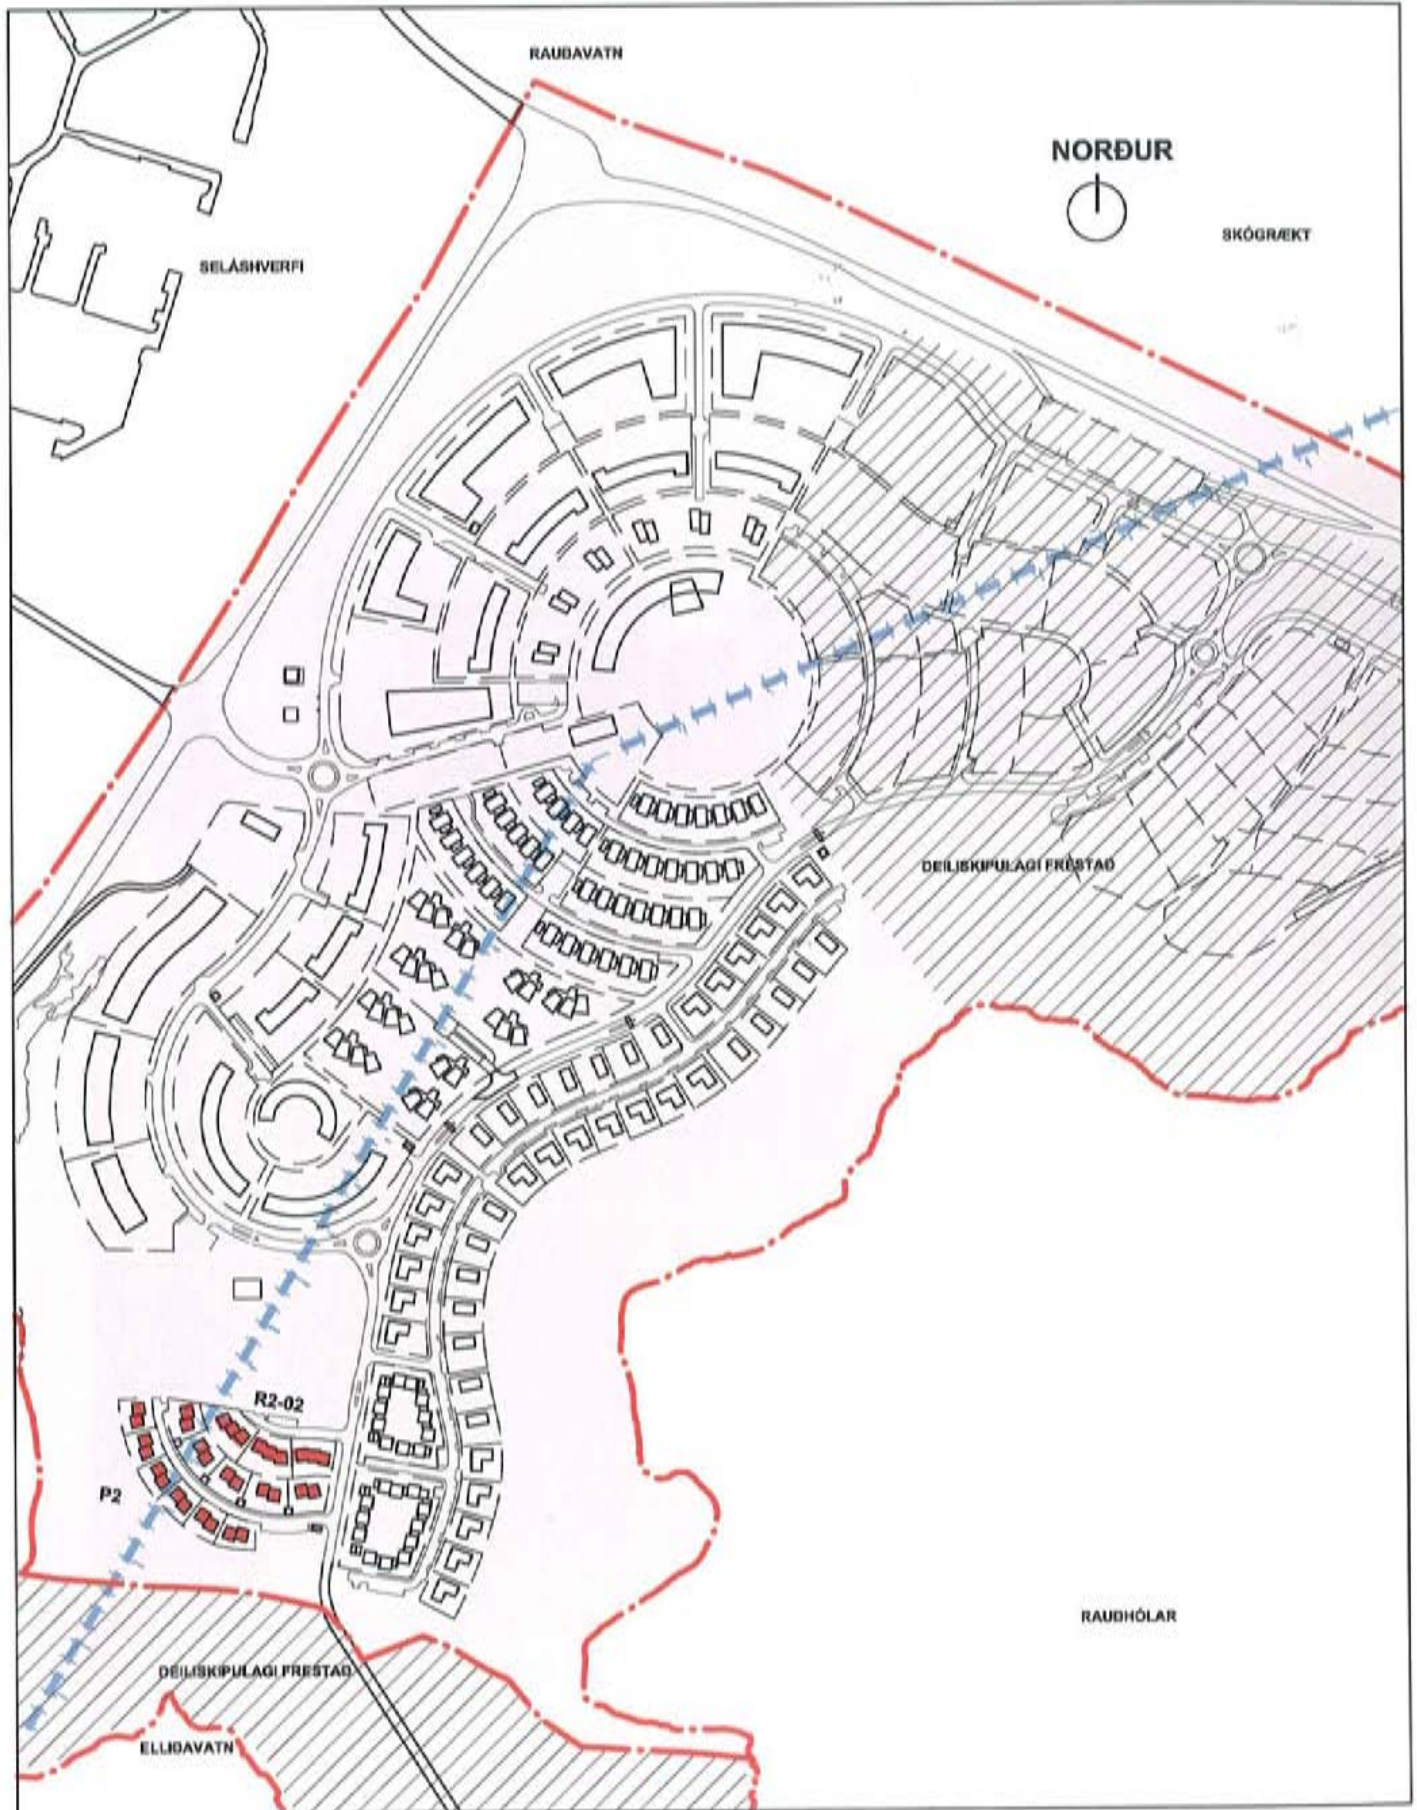 RAUÐAVATN
NORÐUR
SKÓGRÆKT
SELÁSHVERFI
DEILISKIPULAGI FRESTAÐ
R2-02
P2
RAUÐHÓLAR
DEILISKIPULAGI FRESTAÐ
ELLIÐAVATN